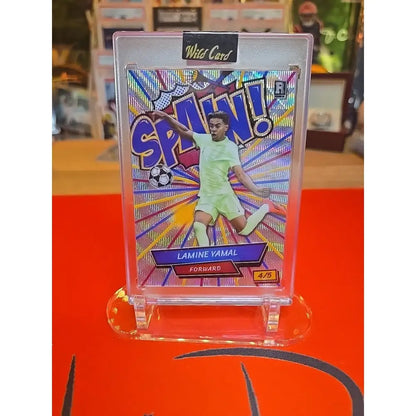 Wild Card
R
SPAIN!
LAMINE YAMAL
FORWARD
4/5